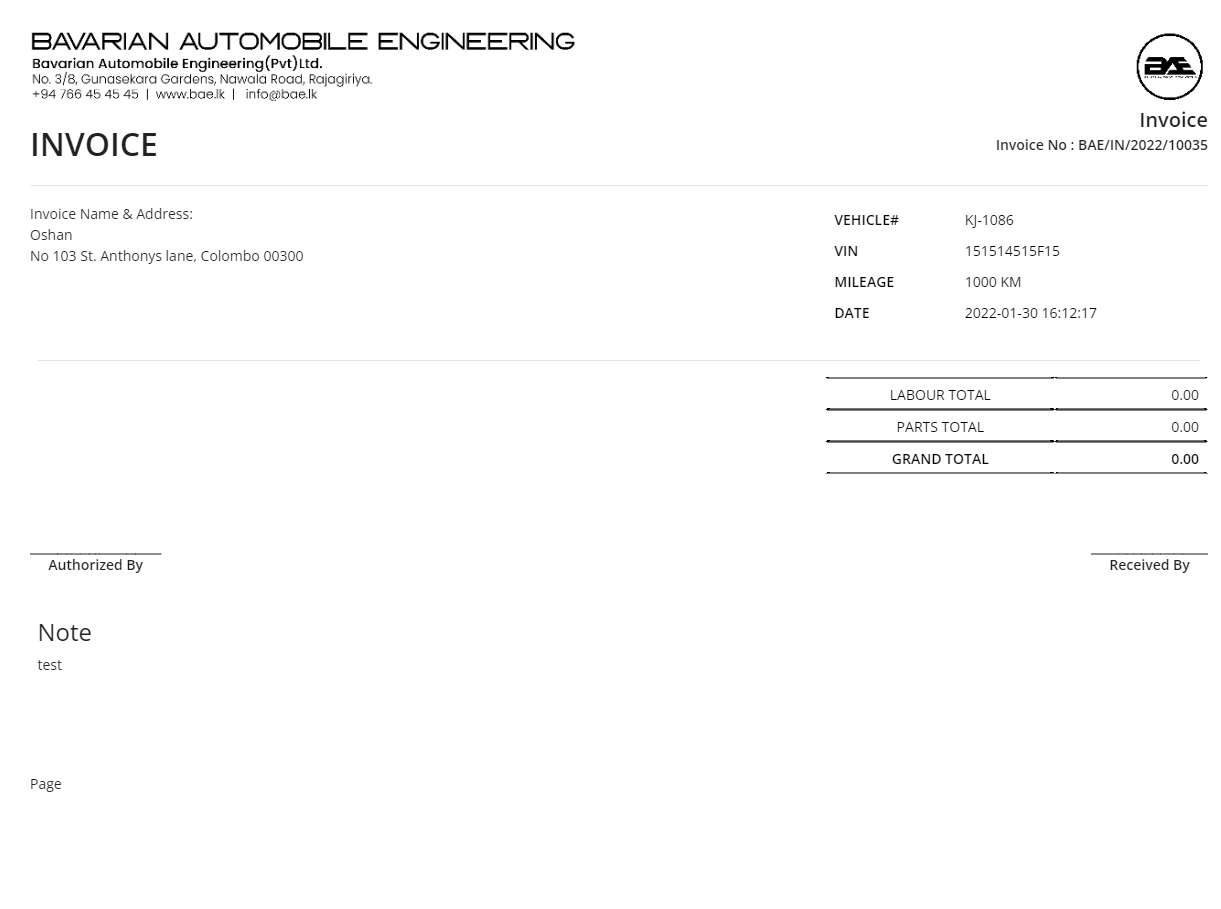 BAVARIAN AUTOMOBILE ENGINEERING
Bavarian Automobile Engineering(Pvt)Ltd.
No. 3/8, Gunasekara Gardens, Nawala Road, Rajagiriya.
+94 766 45 45 45 | www.bae.lk | info@bae.lk
BAE
Invoice
INVOICE
Invoice No : BAE/IN/2022/10035
Invoice Name & Address:
Oshan
No 103 St. Anthonys lane, Colombo 00300
VEHICLE# KJ-1086
VIN 151514515F15
MILEAGE 1000 KM
DATE 2022-01-30 16:12:17
LABOUR TOTAL 0.00
PARTS TOTAL 0.00
GRAND TOTAL 0.00
Authorized By
Received By
Note
test
Page